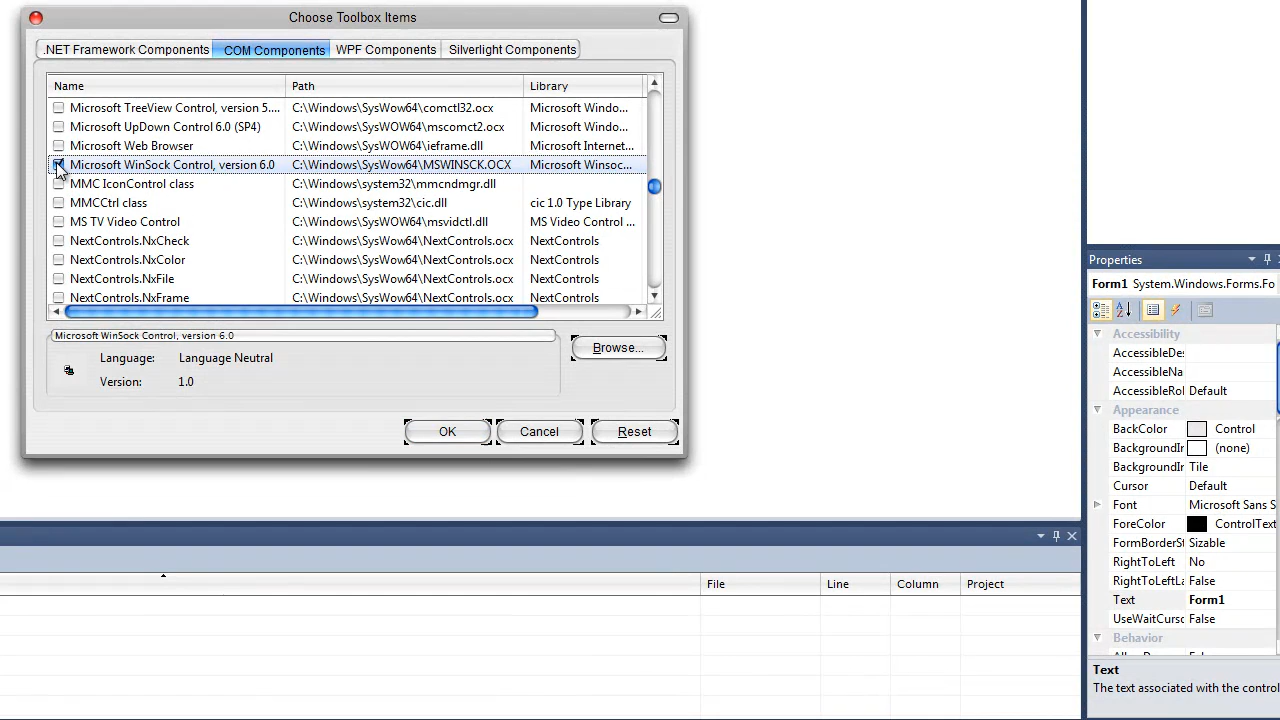 Choose Toolbox Items
.NET Framework Components COM Components WPF Components Silverlight Components
Name Path Library
Microsoft TreeView Control, version 5.... C:\Windows\SysWow64\comctl32.ocx Microsoft Windo...
Microsoft UpDown Control 6.0 (SP4) C:\Windows\SysWOW64\mscomct2.ocx Microsoft Windo...
Microsoft Web Browser C:\Windows\SysWOW64\ieframe.dll Microsoft Internet...
Microsoft WinSock Control, version 6.0 C:\Windows\SysWow64\MSWINSCK.OCX Microsoft Winsoc...
MMC IconControl class C:\Windows\system32\mmcndmgr.dll
MMCCtrl class C:\Windows\system32\cic.dll cic 1.0 Type Library
MS TV Video Control C:\Windows\SysWOW64\msvidctl.dll MS Video Control ...
NextControls.NxCheck C:\Windows\SysWow64\NextControls.ocx NextControls
NextControls.NxColor C:\Windows\SysWow64\NextControls.ocx NextControls
NextControls.NxFile C:\Windows\SysWow64\NextControls.ocx NextControls
NextControls.NxFrame C:\Windows\SysWow64\NextControls.ocx NextControls
Microsoft WinSock Control, version 6.0
Language: Language Neutral
Version: 1.0
Browse...
OK Cancel Reset
File Line Column Project
Properties
Form1 System.Windows.Forms.Fo
Accessibility
AccessibleDes
AccessibleNa
AccessibleRol Default
Appearance
BackColor Control
BackgroundIr (none)
BackgroundIr Tile
Cursor Default
Font Microsoft Sans S
ForeColor ControlText
FormBorderSt Sizable
RightToLeft No
RightToLeftLa False
Text Form1
UseWaitCurso False
Behavior
Text
The text associated with the control